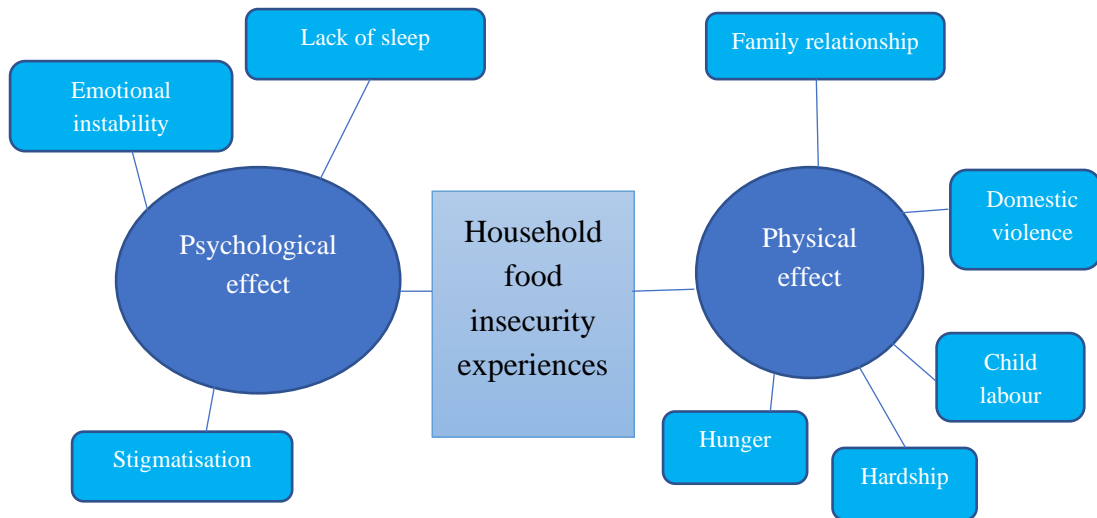 Lack of sleep
Emotional
instability
Psychological
effect
Stigmatisation
Household
food
insecurity
experiences
Family relationship
Physical
effect
Domestic
violence
Child
labour
Hunger
Hardship